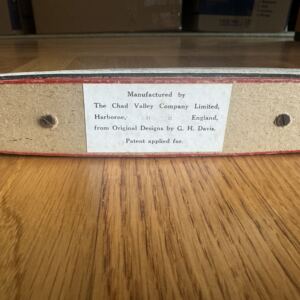 Manufactured by
The Chad Valley Company Limited,
Harborne, :: :: England,
from Original Designs by G. H. Davis.
Patent applied for.